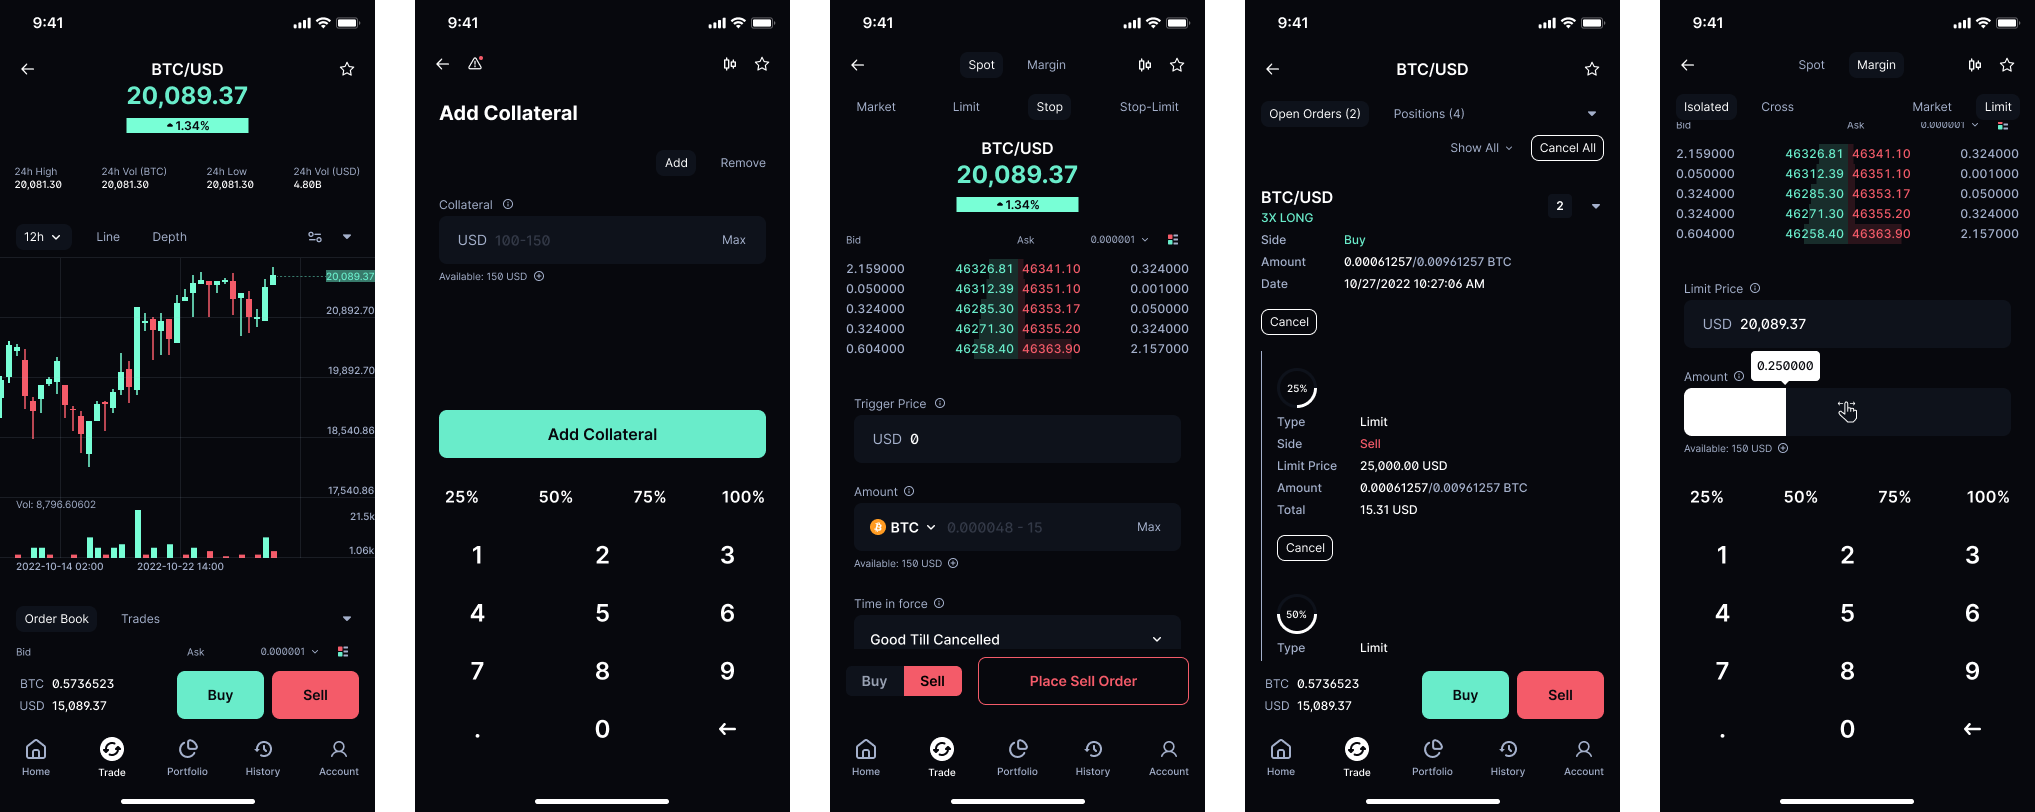 9:41
BTC/USD
20,089.37
1.34%
24h High 24h Vol (BTC) 24h Low 24h Vol (USD)
20,081.30 20,081.30 20,081.30 4.80B
12h Line Depth
20,089.37
20,892.70
19,892.70
18,540.86
17,540.86
Vol: 8,796.60602
21.5k
1.06k
2022-10-14 02:00 2022-10-22 14:00
Order Book Trades
Bid Ask 0.000001
BTC 0.5736523
USD 15,089.37
Buy Sell
Home Trade Portfolio History Account
9:41
Add Collateral
Add Remove
Collateral
USD 100-150 Max
Available: 150 USD
Add Collateral
25% 50% 75% 100%
1 2 3
4 5 6
7 8 9
. 0
9:41
Spot Margin
Market Limit Stop Stop-Limit
BTC/USD
20,089.37
1.34%
Bid Ask 0.000001
2.159000 46326.81 46341.10 0.324000
0.050000 46312.39 46351.10 0.001000
0.324000 46285.30 46353.17 0.050000
0.324000 46271.30 46355.20 0.324000
0.604000 46258.40 46363.90 2.157000
Trigger Price
USD 0
Amount
BTC 0.000048 - 15 Max
Available: 150 USD
Time in force
Good Till Cancelled
Buy Sell Place Sell Order
Home Trade Portfolio History Account
9:41
BTC/USD
Open Orders (2) Positions (4)
Show All Cancel All
BTC/USD 2
3X LONG
Side Buy
Amount 0.00061257/0.00961257 BTC
Date 10/27/2022 10:27:06 AM
Cancel
25%
Type Limit
Side Sell
Limit Price 25,000.00 USD
Amount 0.00061257/0.00961257 BTC
Total 15.31 USD
Cancel
50%
Type Limit
BTC 0.5736523
USD 15,089.37
Buy Sell
Home Trade Portfolio History Account
9:41
Spot Margin
Isolated Cross Market Limit
Bid Ask 0.000001
2.159000 46326.81 46341.10 0.324000
0.050000 46312.39 46351.10 0.001000
0.324000 46285.30 46353.17 0.050000
0.324000 46271.30 46355.20 0.324000
0.604000 46258.40 46363.90 2.157000
Limit Price
USD 20,089.37
0.250000
Amount
Available: 150 USD
25% 50% 75% 100%
1 2 3
4 5 6
7 8 9
. 0